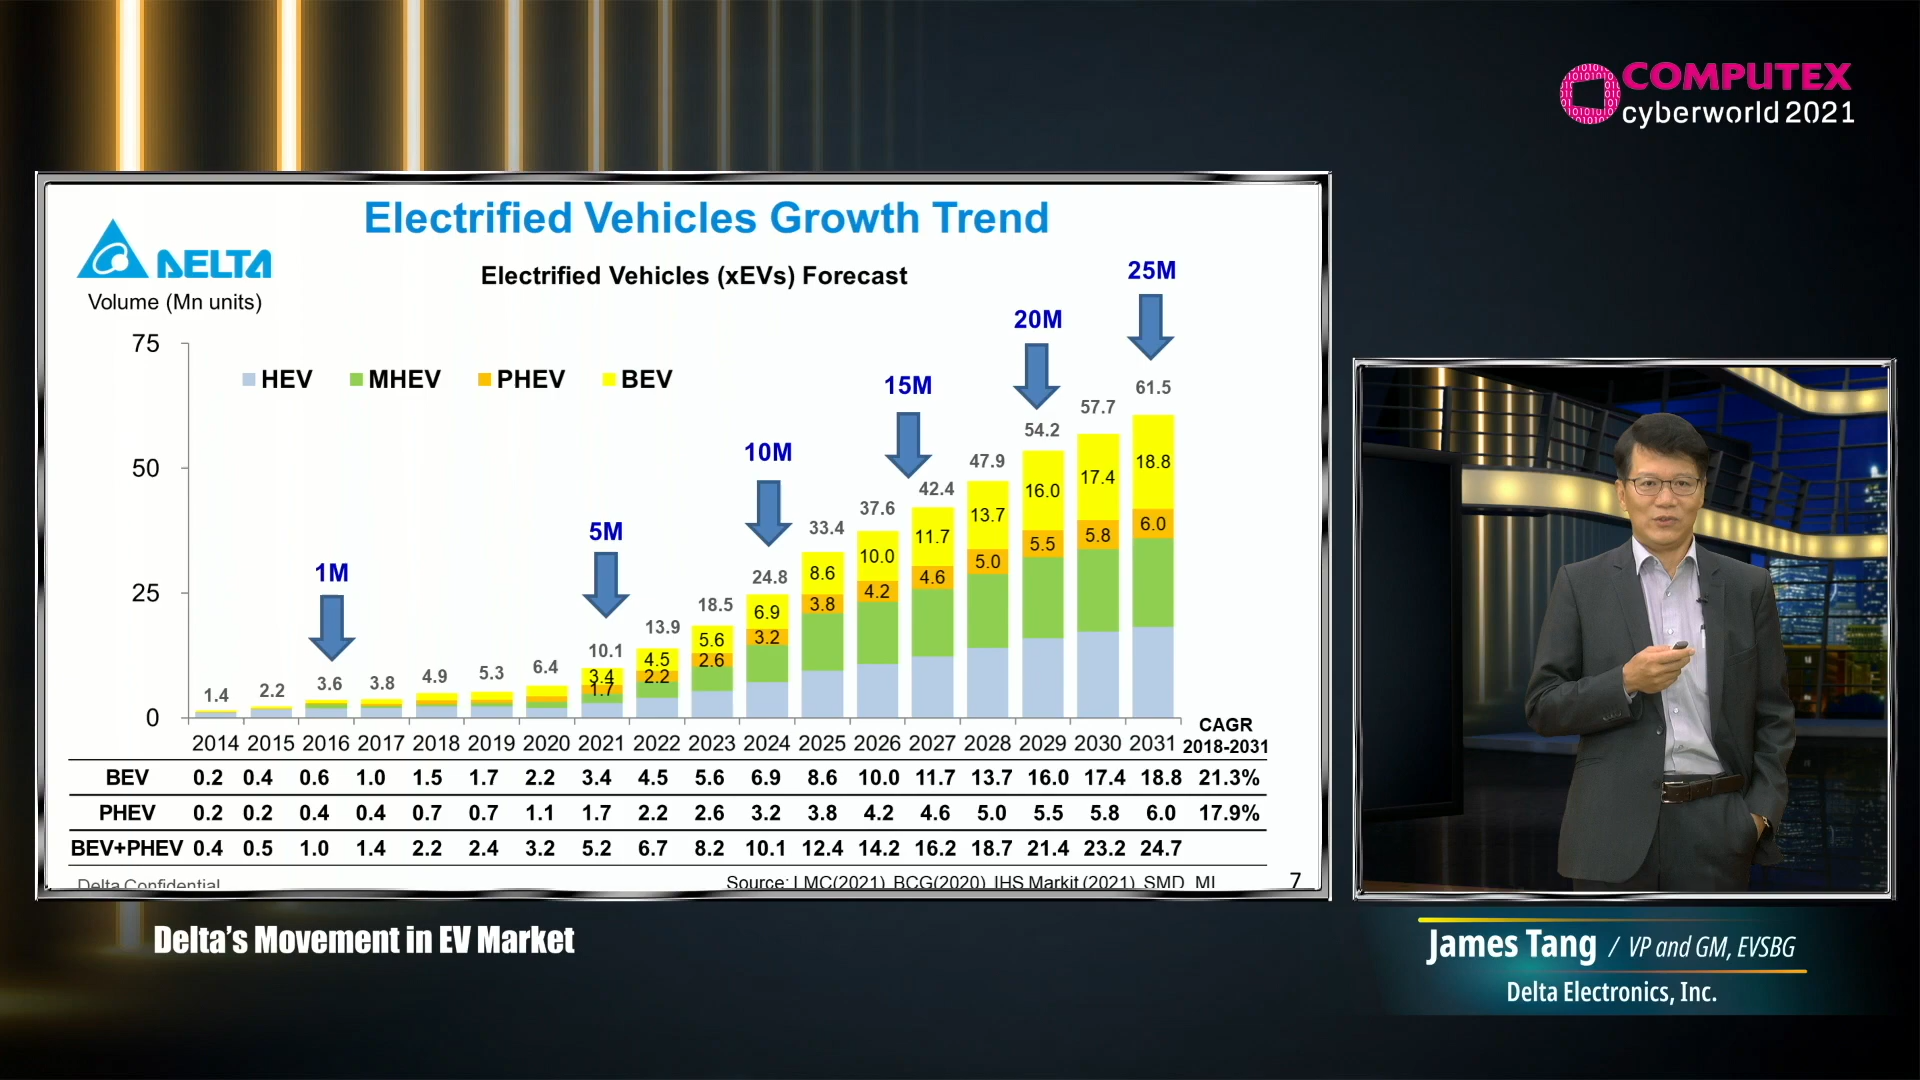 COMPUTEX
cyberworld 2021
Electrified Vehicles Growth Trend
DELTA
Electrified Vehicles (xEVs) Forecast
Volume (Mn units)
75
50
25
0
HEV MHEV PHEV BEV
1M 5M 10M 15M 20M 25M
1.4 2.2 3.6 3.8 4.9 5.3 6.4 10.1 13.9 18.5 24.8 33.4 37.6 42.4 47.9 54.2 57.7 61.5
3.4 4.5 5.6 6.9 8.6 10.0 11.7 13.7 16.0 17.4 18.8
1.7 2.2 2.6 3.2 3.8 4.2 4.6 5.0 5.5 5.8 6.0
2014 2015 2016 2017 2018 2019 2020 2021 2022 2023 2024 2025 2026 2027 2028 2029 2030 2031 CAGR 2018-2031
BEV 0.2 0.4 0.6 1.0 1.5 1.7 2.2 3.4 4.5 5.6 6.9 8.6 10.0 11.7 13.7 16.0 17.4 18.8 21.3%
PHEV 0.2 0.2 0.4 0.4 0.7 0.7 1.1 1.7 2.2 2.6 3.2 3.8 4.2 4.6 5.0 5.5 5.8 6.0 17.9%
BEV+PHEV 0.4 0.5 1.0 1.4 2.2 2.4 3.2 5.2 6.7 8.2 10.1 12.4 14.2 16.2 18.7 21.4 23.2 24.7
Delta Confidential
Source: LMC(2021), BCG(2020), IHS Markit (2021), SMD, MI
7
Delta's Movement in EV Market
James Tang / VP and GM, EVSBG
Delta Electronics, Inc.